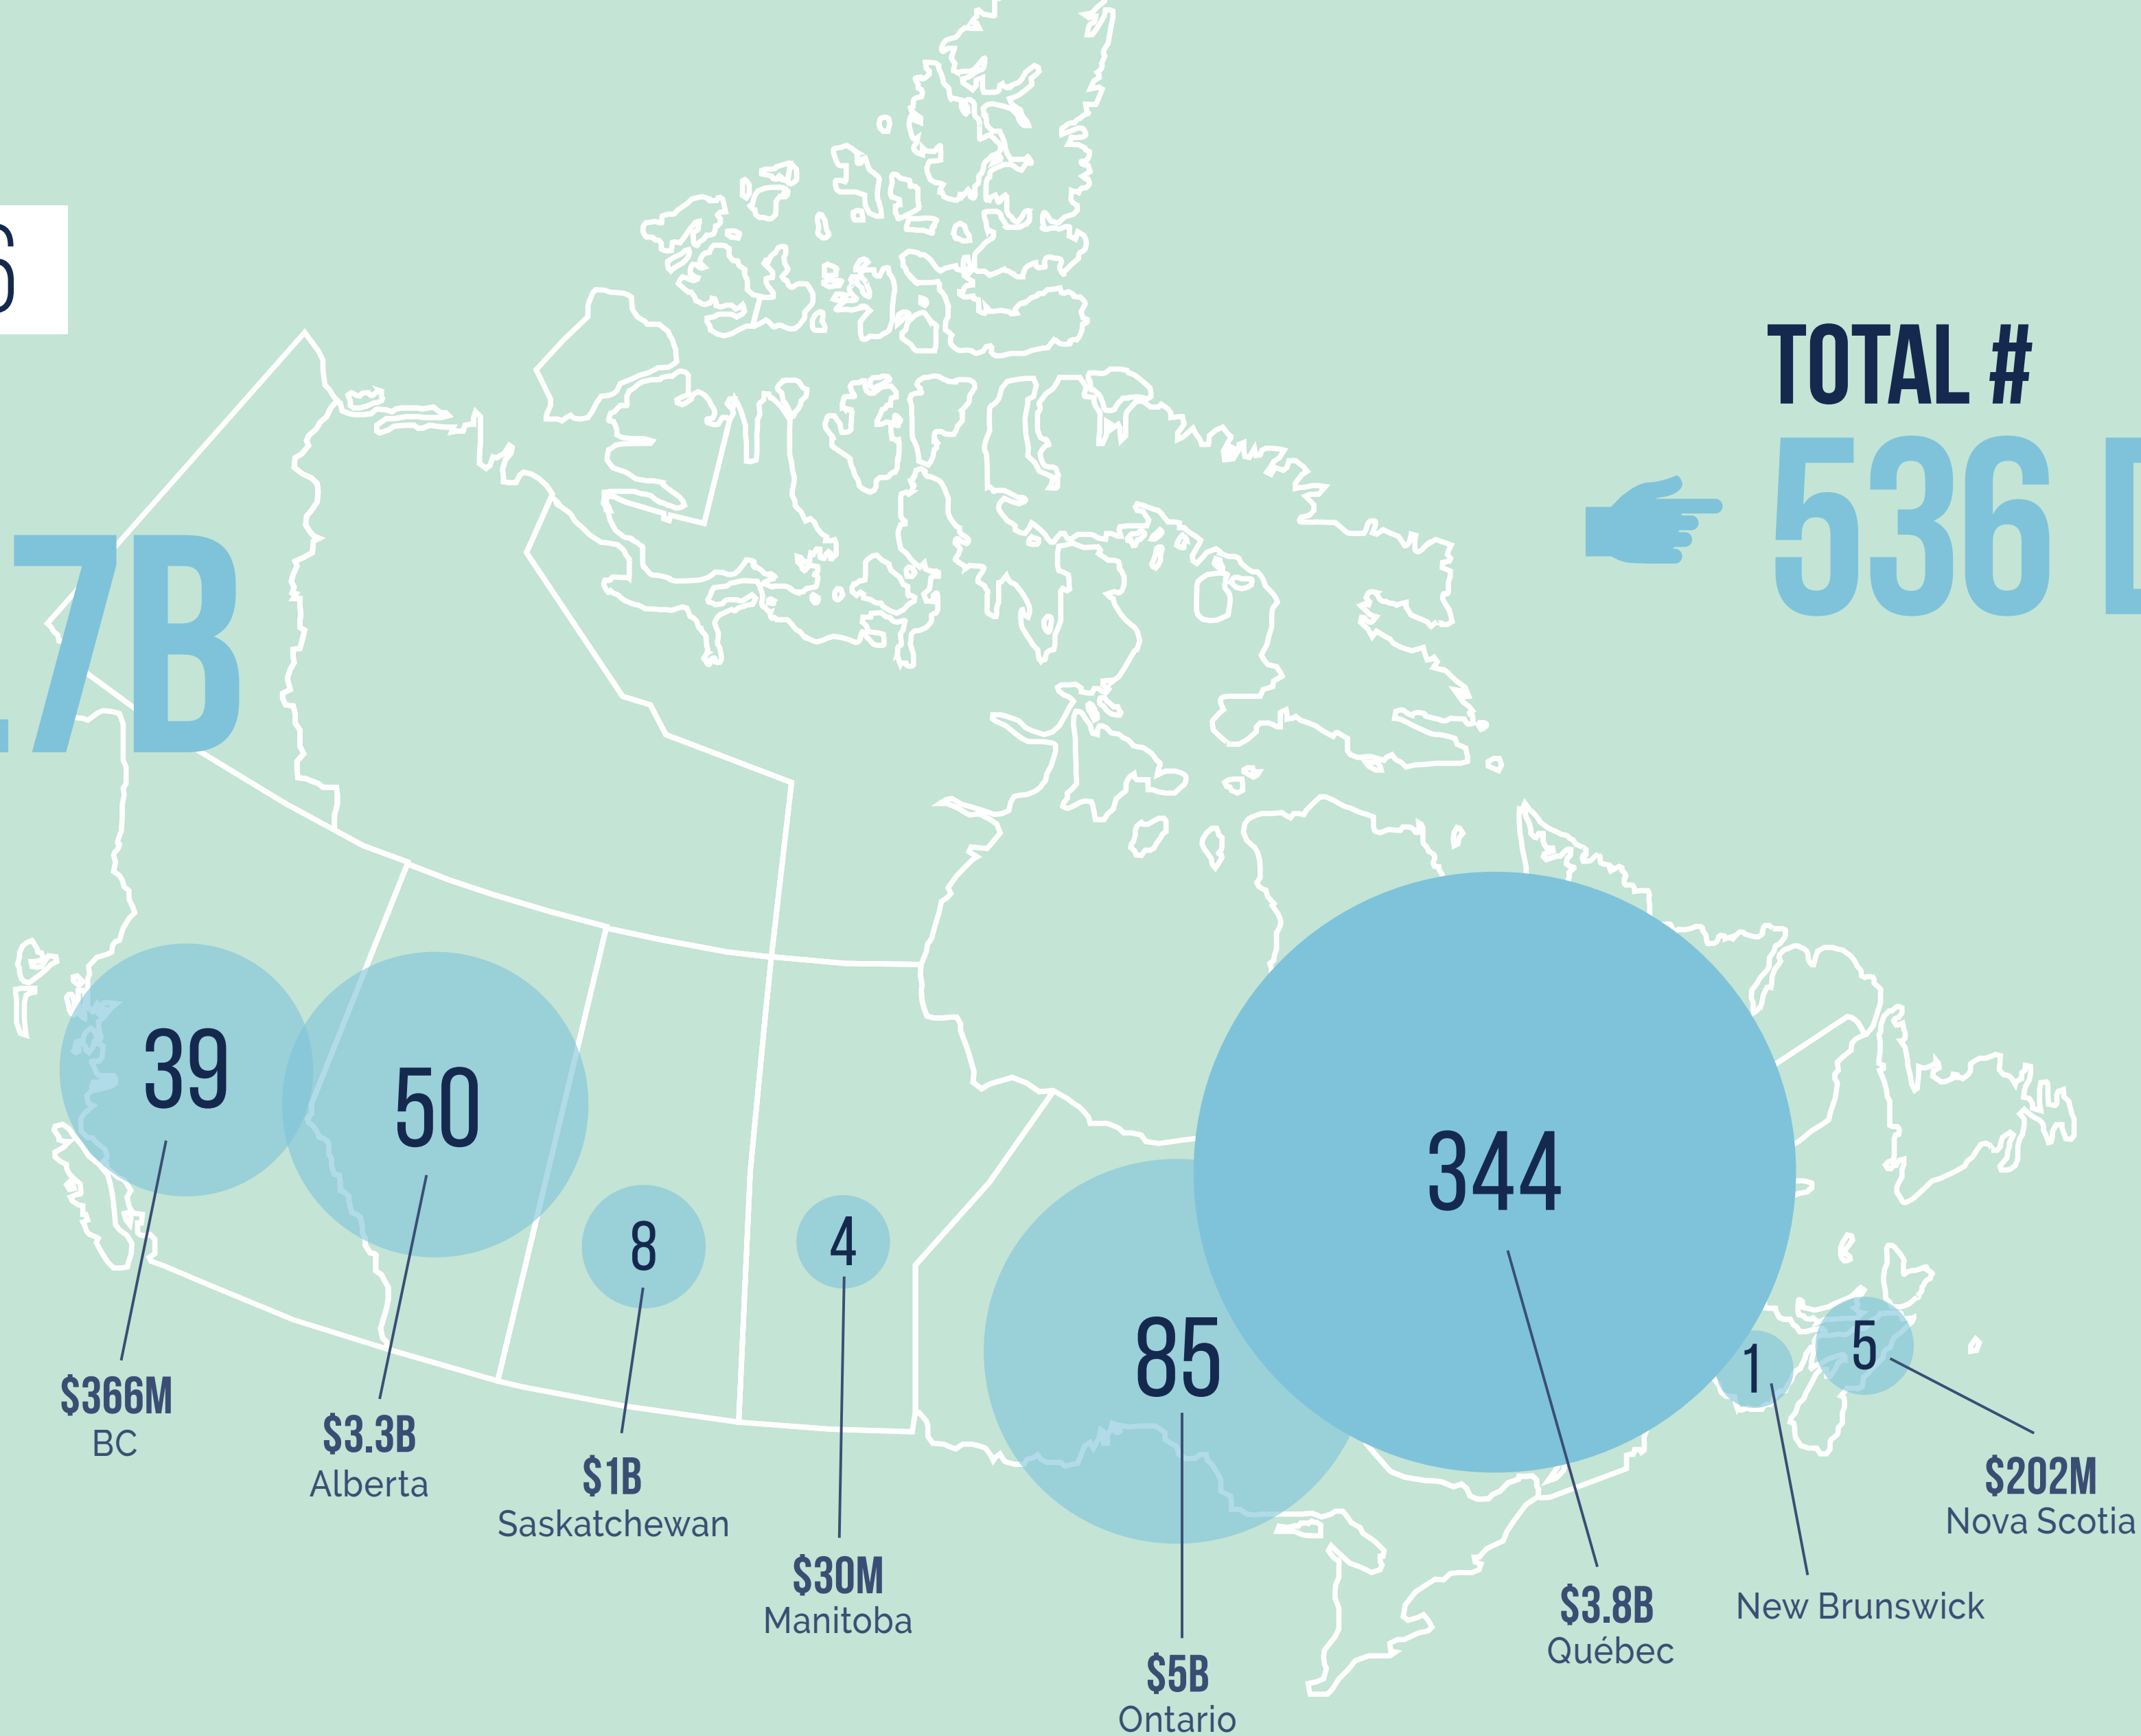 S
TOTAL #
536
.7B
39
50
8
4
85
344
1
5
$366M
BC
$3.3B
Alberta
$1B
Saskatchewan
$30M
Manitoba
$5B
Ontario
$3.8B
Québec
New Brunswick
$202M
Nova Scotia